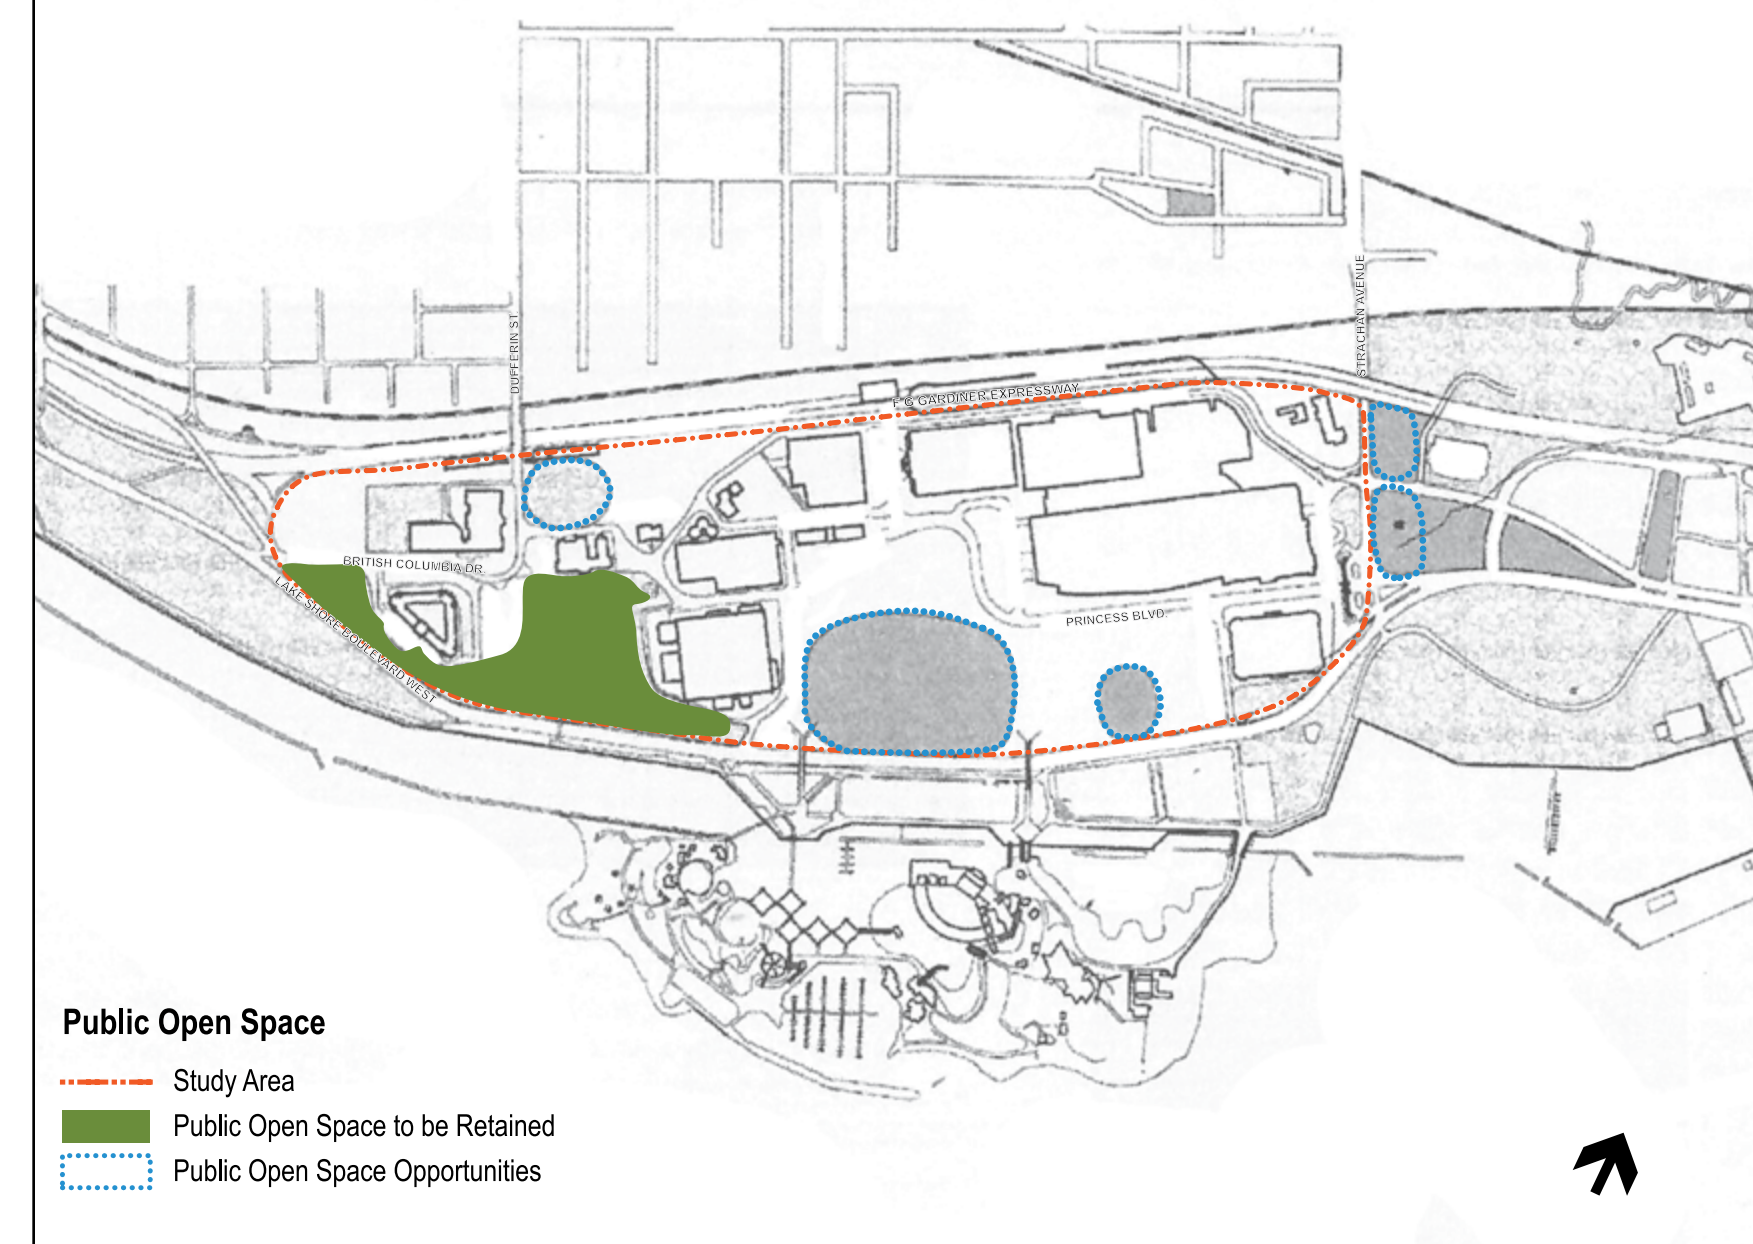 STRACHAN AVENUE
DUFFERIN ST.
F G GARDINER EXPRESSWAY
BRITISH COLUMBIA DR.
LAKE SHORE BOULEVARD WEST
PRINCESS BLVD.
Public Open Space
Study Area
Public Open Space to be Retained
Public Open Space Opportunities